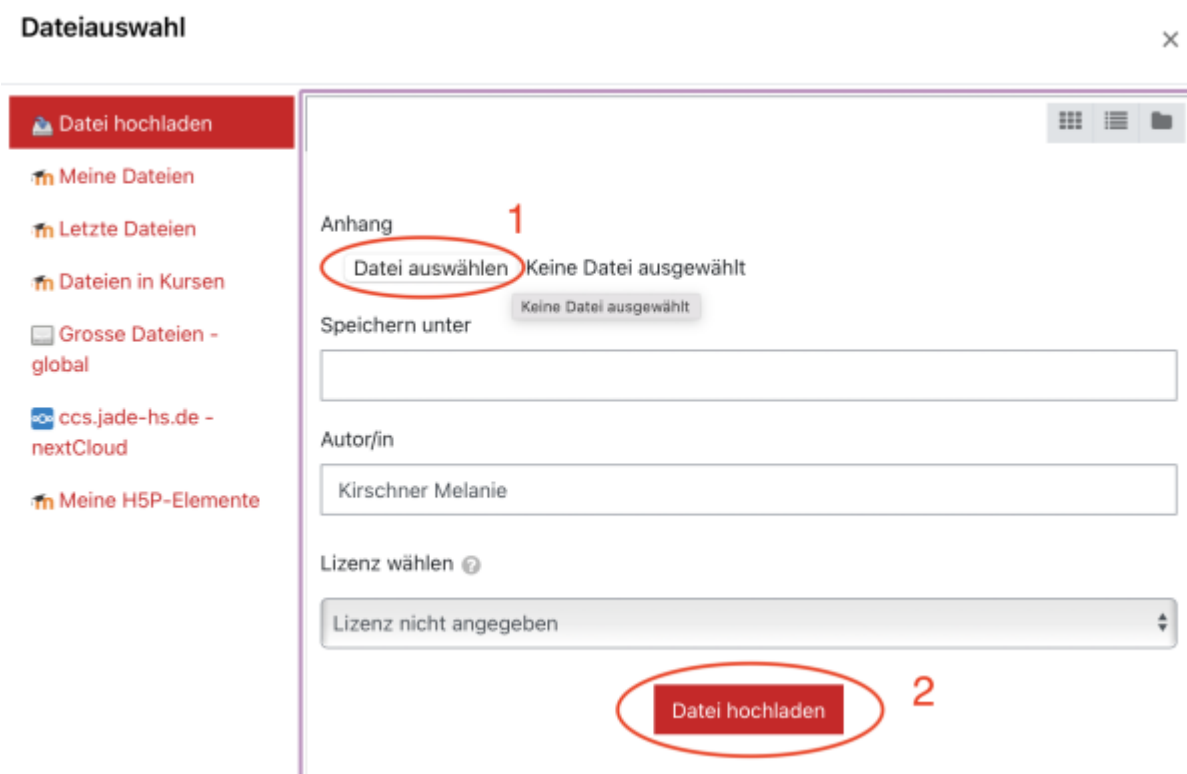 Dateiauswahl
×
Datei hochladen
Meine Dateien
Letzte Dateien
Dateien in Kursen
Grosse Dateien -
global
ccs.jade-hs.de -
nextCloud
Meine H5P-Elemente
Anhang
1
Datei auswählen Keine Datei ausgewählt
Keine Datei ausgewählt
Speichern unter
Autor/in
Kirschner Melanie
Lizenz wählen ?
Lizenz nicht angegeben
Datei hochladen
2